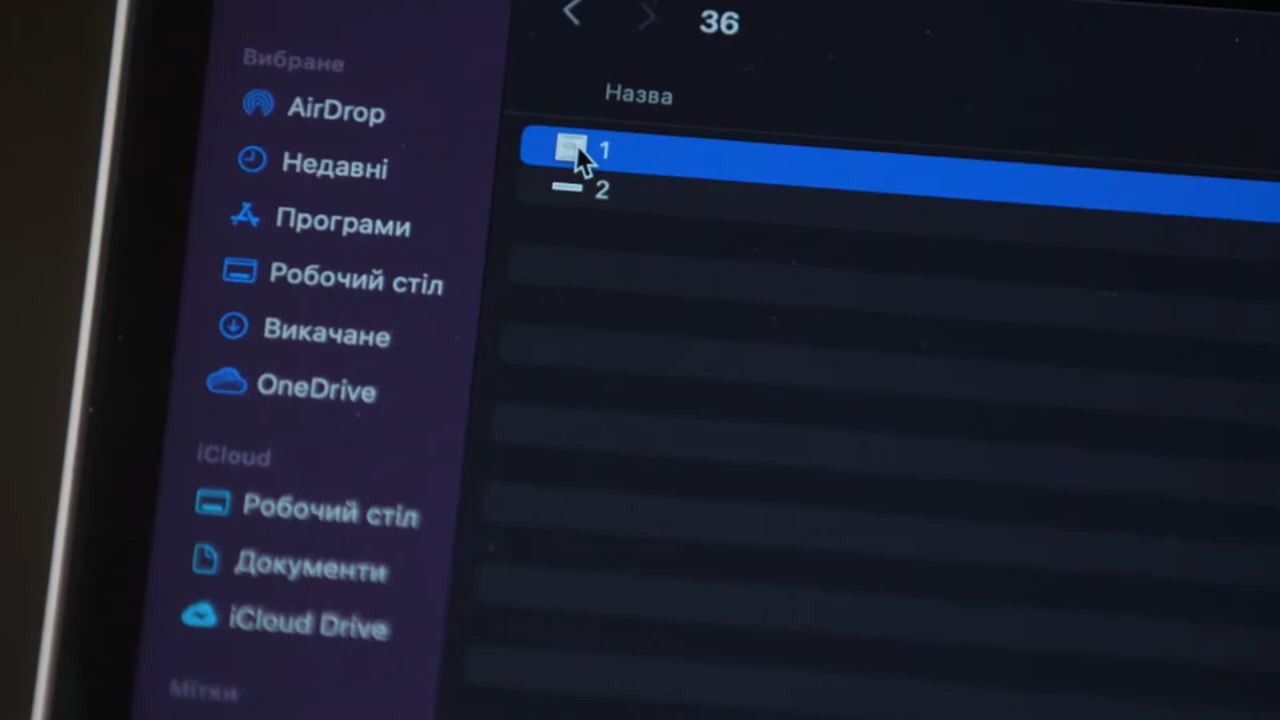 36
Вибране
AirDrop
Недавні
Програми
Робочий стіл
Викачане
OneDrive
iCloud
Робочий стіл
Документи
iCloud Drive
Мітки
Назва
1
2